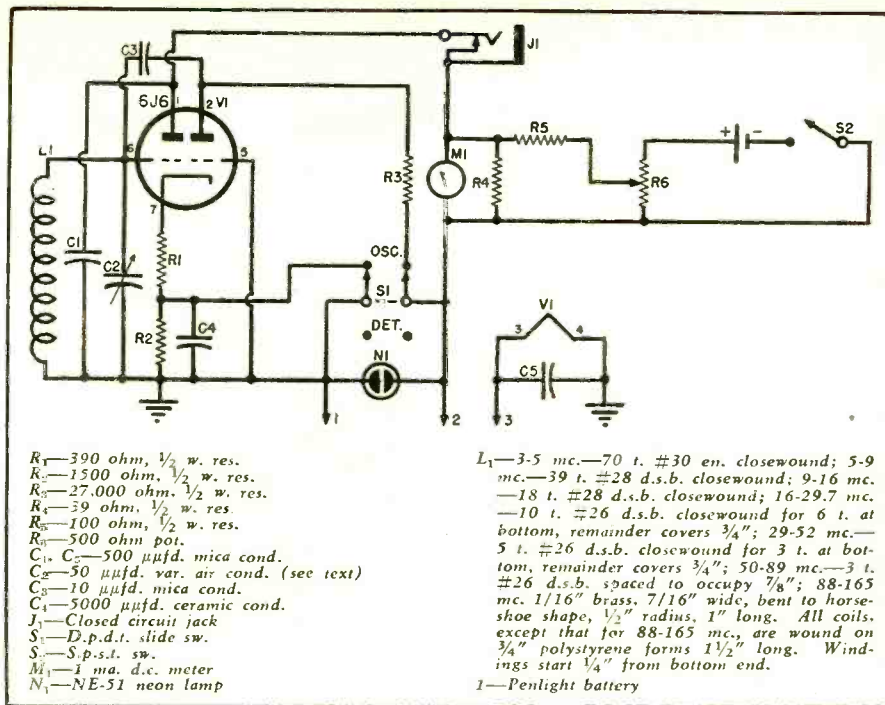 C3
6J6
1
2
V1
J1
L1
6
5
7
M1
R5
+
-
S2
R3
R4
R6
C1
C2
R1
OSC.
S1
R2
C4
DET.
N1
V1
3
4
C5
1
2
3
R₁—390 ohm, 1/2 w. res.
R₂—1500 ohm, 1/2 w. res.
R₃—27,000 ohm, 1/2 w. res.
R₄—39 ohm, 1/2 w. res.
R₅—100 ohm, 1/2 w. res.
R₆—500 ohm pot.
C₁, C₅—500 μμfd. mica cond.
C₂—50 μμfd. var. air cond. (see text)
C₃—10 μμfd. mica cond.
C₄—5000 μμfd. ceramic cond.
J₁—Closed circuit jack
S₁—D.p.d.t. slide sw.
S₂—S.p.s.t. sw.
M₁—1 ma. d.c. meter
N₁—NE-51 neon lamp
L₁—3-5 mc.—70 t. #30 en. closewound; 5-9
mc.—39 t. #28 d.s.b. closewound; 9-16 mc.
—18 t. #28 d.s.b. closewound; 16-29.7 mc.
—10 t. #26 d.s.b. closewound for 6 t. at
bottom, remainder covers 3/4"; 29-52 mc.—
5 t. #26 d.s.b. closewound for 3 t. at bot-
tom, remainder covers 3/4"; 50-89 mc.—3 t.
#26 d.s.b. spaced to occupy 7/8"; 88-165
mc. 1/16" brass, 7/16" wide, bent to horse-
shoe shape, 1/2" radius, 1" long. All coils,
except that for 88-165 mc., are wound on
3/4" polystyrene forms 1 1/2" long. Wind-
ings start 1/4" from bottom end.
1—Penlight battery